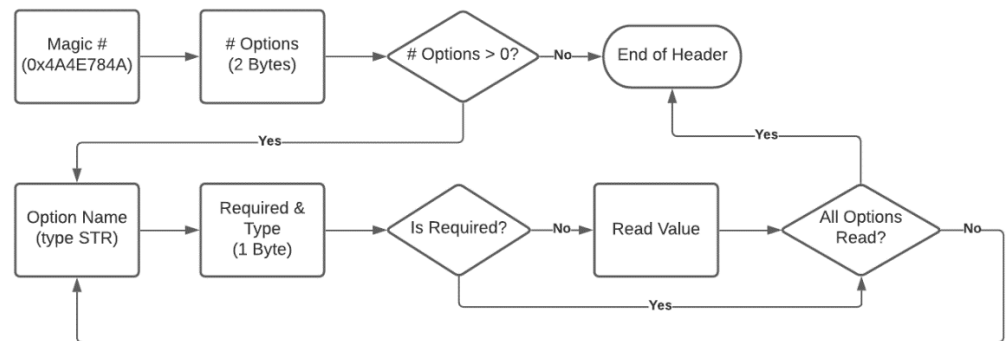 Magic #
(0x4A4E784A)
# Options
(2 Bytes)
# Options > 0?
No
End of Header
Yes
Yes
Option Name
(type STR)
Required &
Type
(1 Byte)
Is Required?
No
Read Value
All Options
Read?
No
Yes